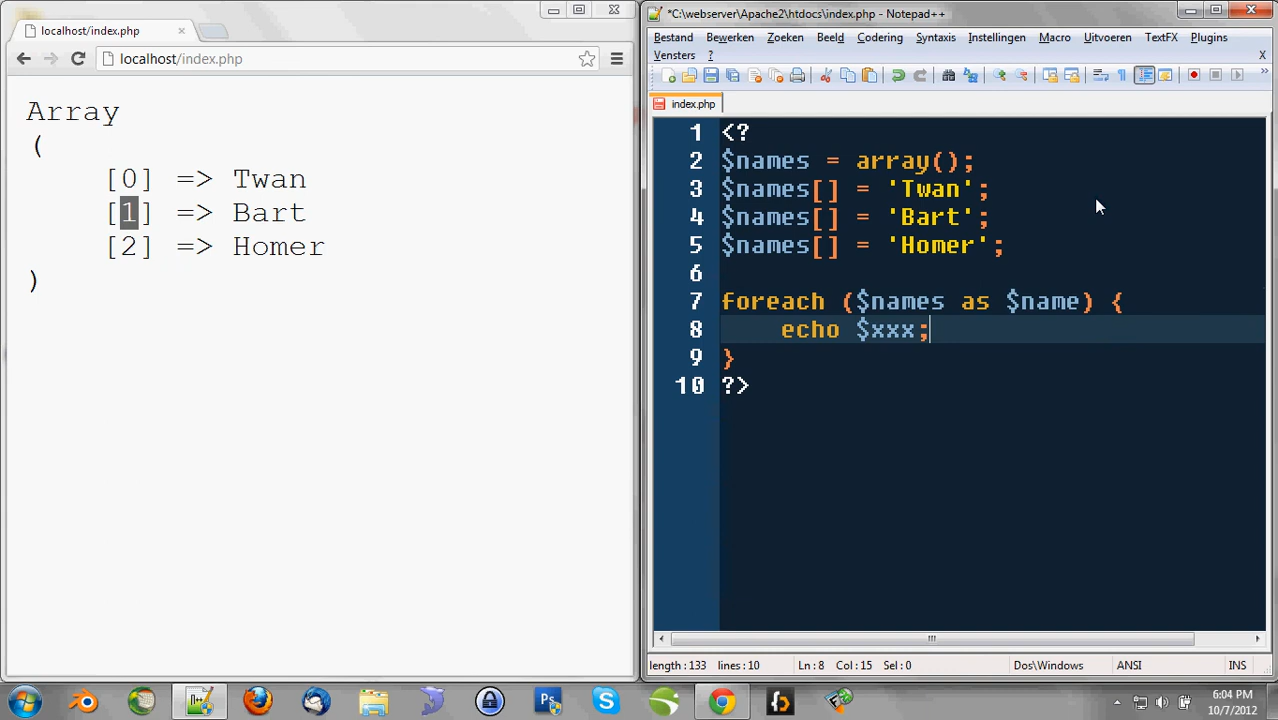 localhost/index.php
localhost/index.php
Array
(
[0] => Twan
[1] => Bart
[2] => Homer
)
*C:\webserver\Apache2\htdocs\index.php - Notepad++
Bestand Bewerken Zoeken Beeld Codering Syntaxis Instellingen Macro Uitvoeren TextFX Plugins
Vensters ? X
index.php
1 <?
2 $names = array();
3 $names[] = 'Twan';
4 $names[] = 'Bart';
5 $names[] = 'Homer';
6
7 foreach ($names as $name) {
8 echo $xxx;
9 }
10 ?>
length:133 lines:10 Ln:8 Col:15 Sel:0 Dos\Windows ANSI INS
Ps
S
6:04 PM
10/7/2012